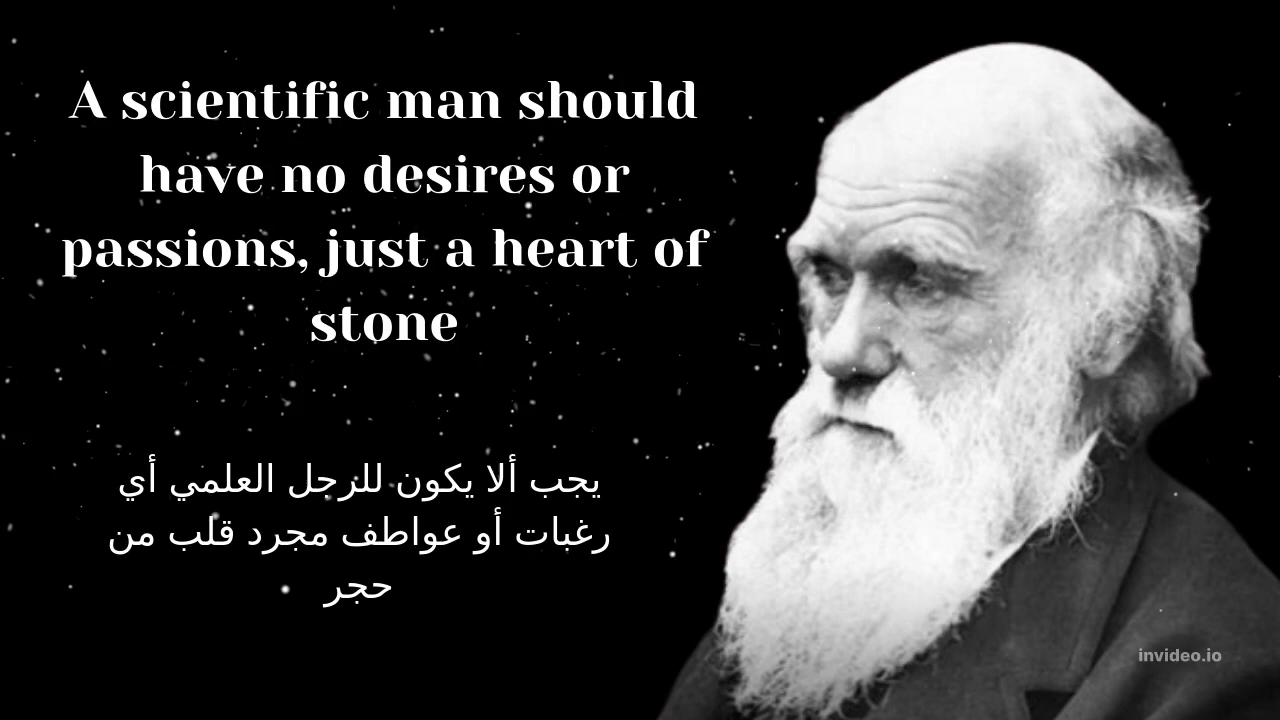 A scientific man should
have no desires or
passions, just a heart of
stone
يجب ألا يكون للرجل العلمي أي
رغبات أو عواطف مجرد قلب من
حجر
invideo.io